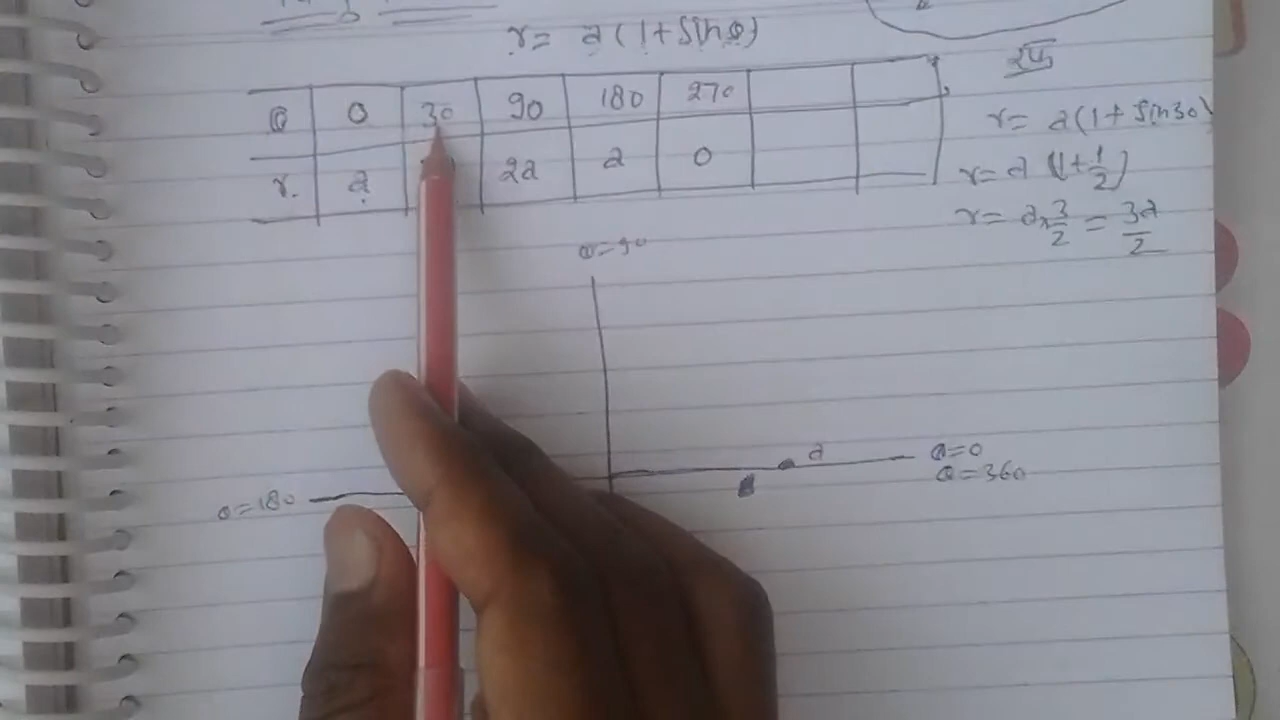 r= a(1+sinθ)
θ 0 30 90 180 270
r. a 2a a 0
r= a(1+sin30)
r= a (1+1/2)
r= a×3/2 = 3a/2
θ=90
a
θ=0
θ=360
θ=180